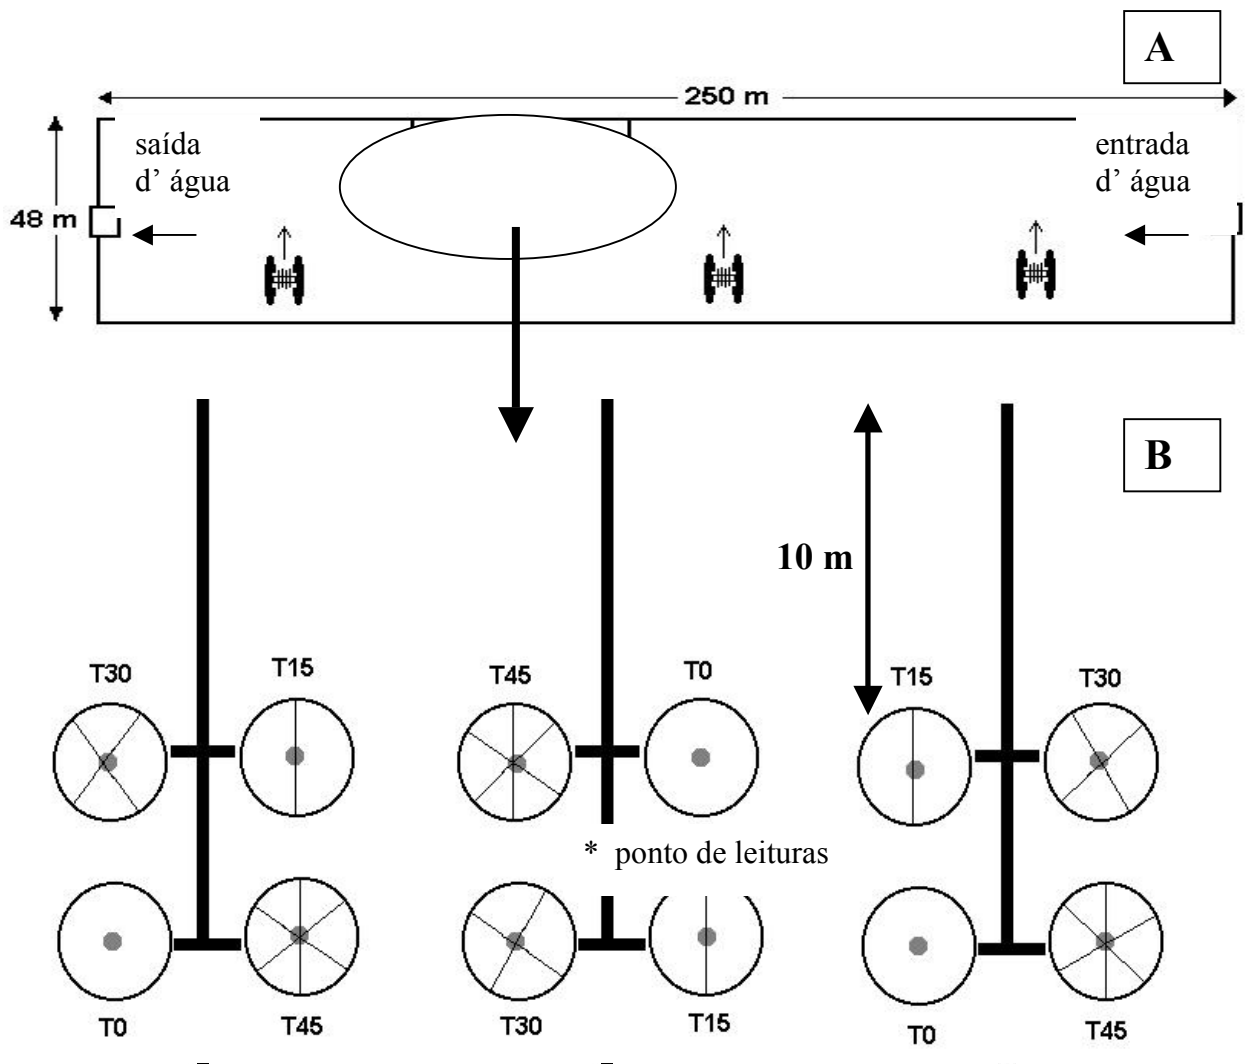 A
250 m
saída
d’ água
entrada
d’ água
48 m
B
10 m
T30
T15
T45
T0
T15
T30
* ponto de leituras
T0
T45
T30
T15
T0
T45